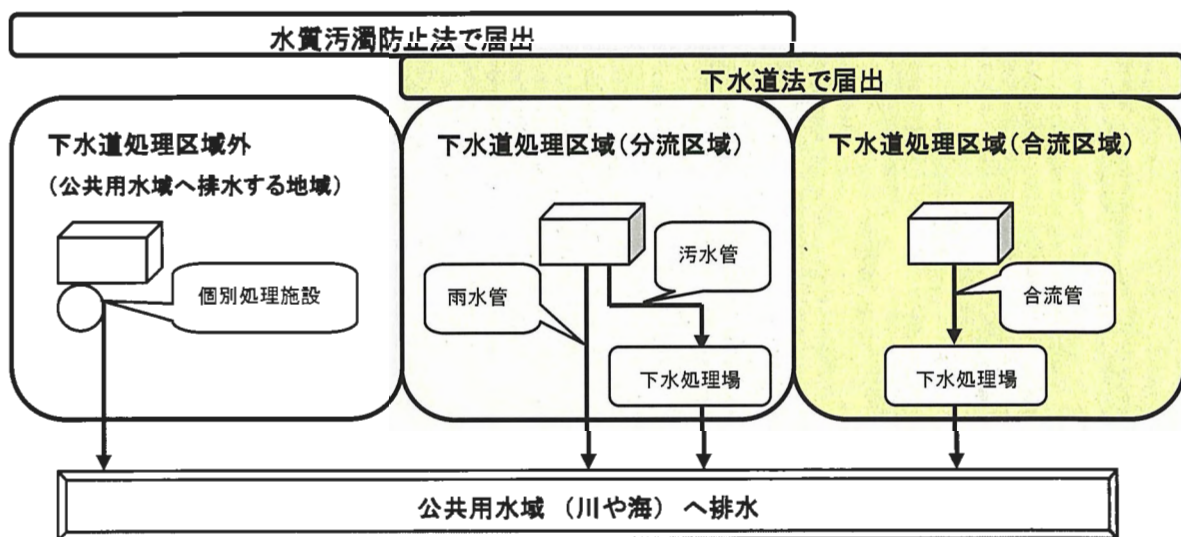 水質汚濁防止法で届出
下水道法で届出
下水道処理区域外
(公共用水域へ排水する地域)
個別処理施設
下水道処理区域(分流区域)
汚水管
雨水管
下水処理場
下水道処理区域(合流区域)
合流管
下水処理場
公共用水域 (川や海) へ排水